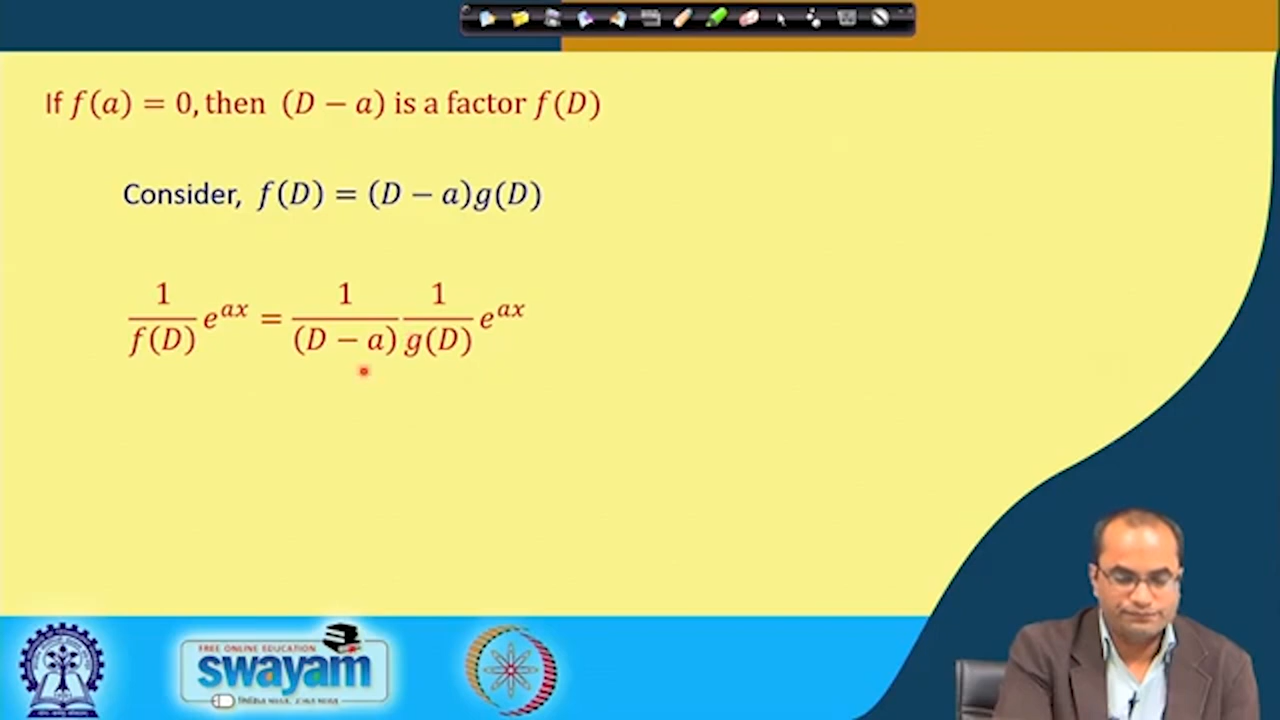 If f(a) = 0, then (D − a) is a factor f(D)
Consider, f(D) = (D − a)g(D)
1/f(D) e^{ax} = 1/(D − a) 1/g(D) e^{ax}
FREE ONLINE EDUCATION
swayam